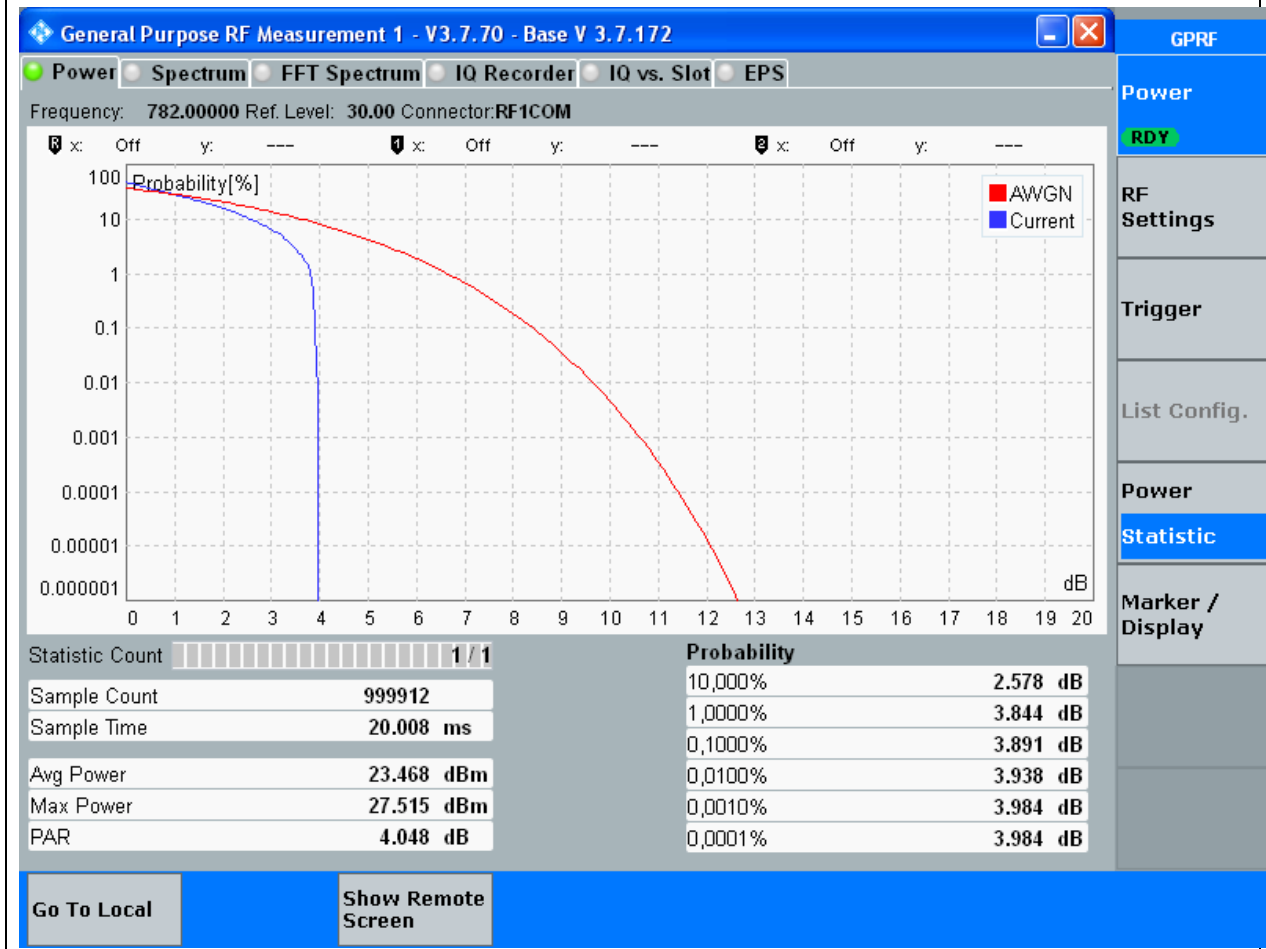 General Purpose RF Measurement 1 - V3.7.70 - Base V 3.7.172
GPRF
Power Spectrum FFT Spectrum IQ Recorder IQ vs. Slot EPS
Frequency: 782.00000 Ref. Level: 30.00 Connector:RF1COM
R x: Off y: --- 1 x: Off y: --- 2 x: Off y: ---
Probability[%]
AWGN
Current
100
10
1
0.1
0.01
0.001
0.0001
0.00001
0.000001
dB
0 1 2 3 4 5 6 7 8 9 10 11 12 13 14 15 16 17 18 19 20
Statistic Count 1 / 1
Sample Count 999912
Sample Time 20.008 ms
Avg Power 23.468 dBm
Max Power 27.515 dBm
PAR 4.048 dB
Probability
10,000% 2.578 dB
1,0000% 3.844 dB
0,1000% 3.891 dB
0,0100% 3.938 dB
0,0010% 3.984 dB
0,0001% 3.984 dB
Power
RDY
RF
Settings
Trigger
List Config.
Power
Statistic
Marker /
Display
Go To Local
Show Remote
Screen